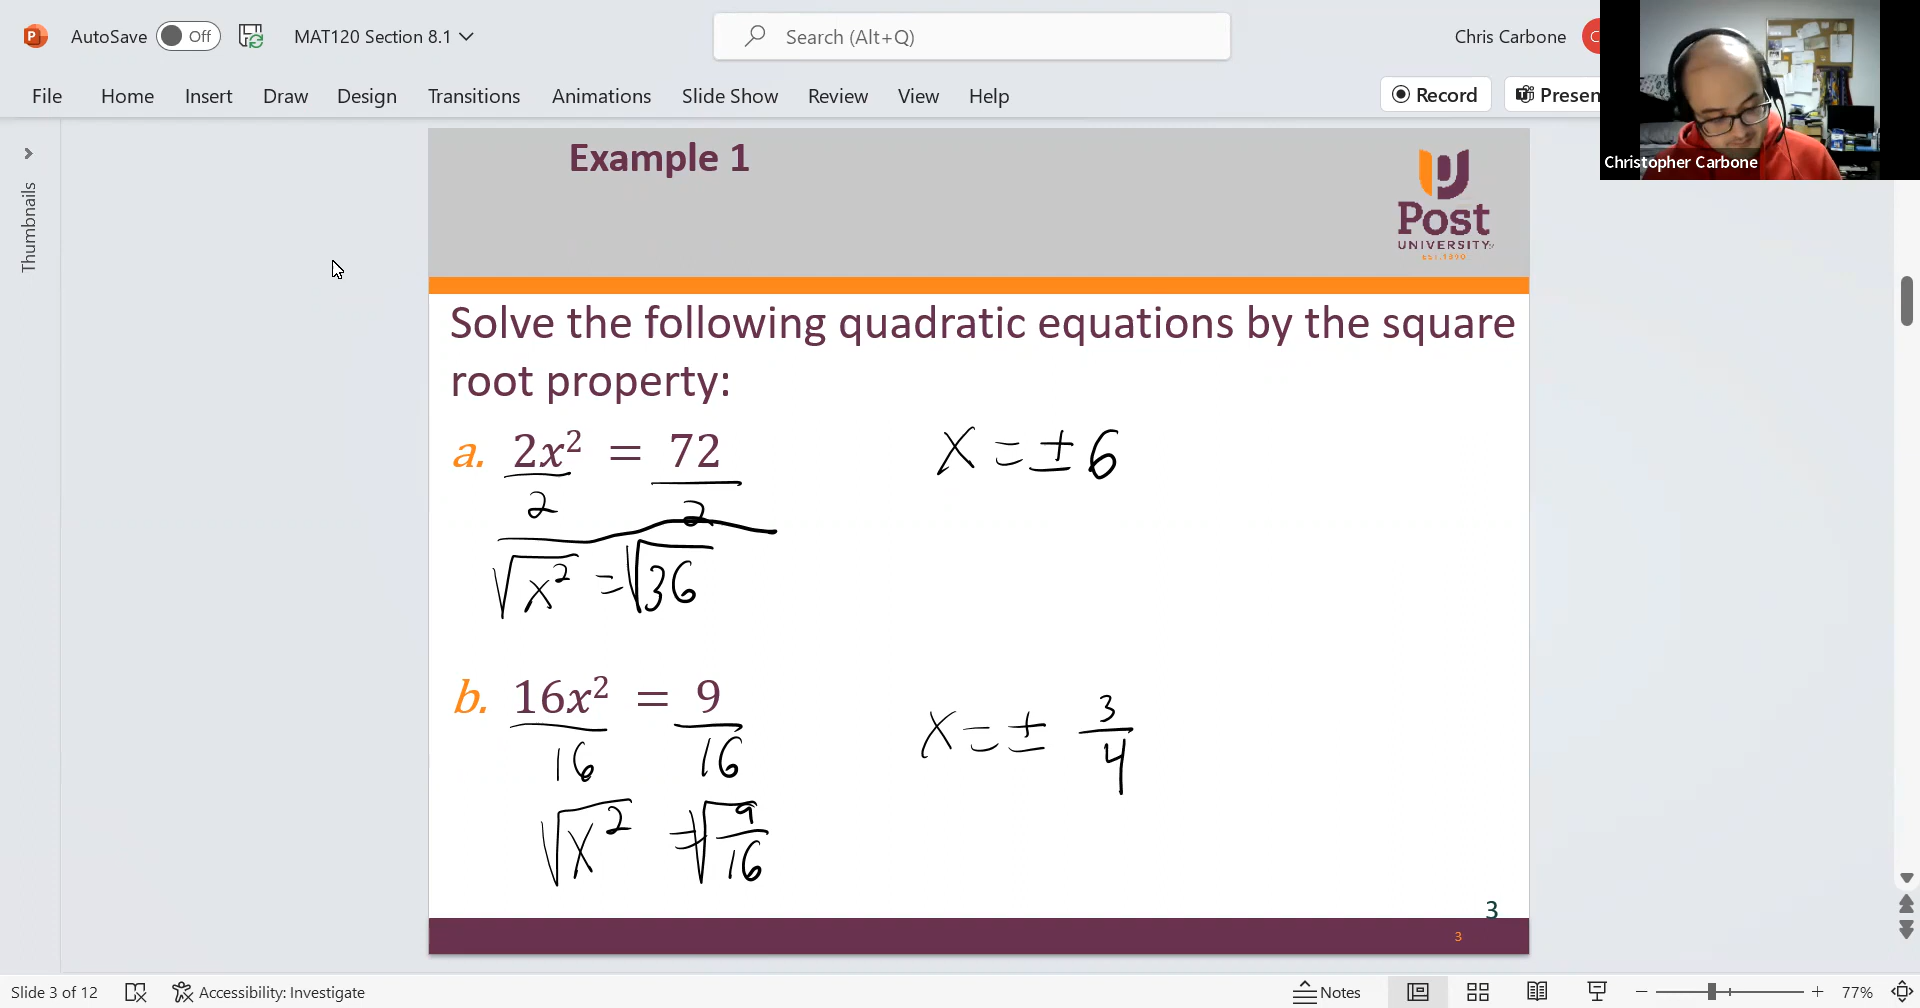 AutoSave Off MAT120 Section 8.1 Search (Alt+Q) Chris Carbone C
File Home Insert Draw Design Transitions Animations Slide Show Review View Help Record Presen
Christopher Carbone
Thumbnails
Example 1
Post
UNIVERSITY
EST.1890
Solve the following quadratic equations by the square
root property:
a. 2x² = 72 x = ± 6
2 2
√x² = √36
b. 16x² = 9 x = ± 3/4
16 16
√x² = √9/16
3
3
Slide 3 of 12 Accessibility: Investigate Notes 77%